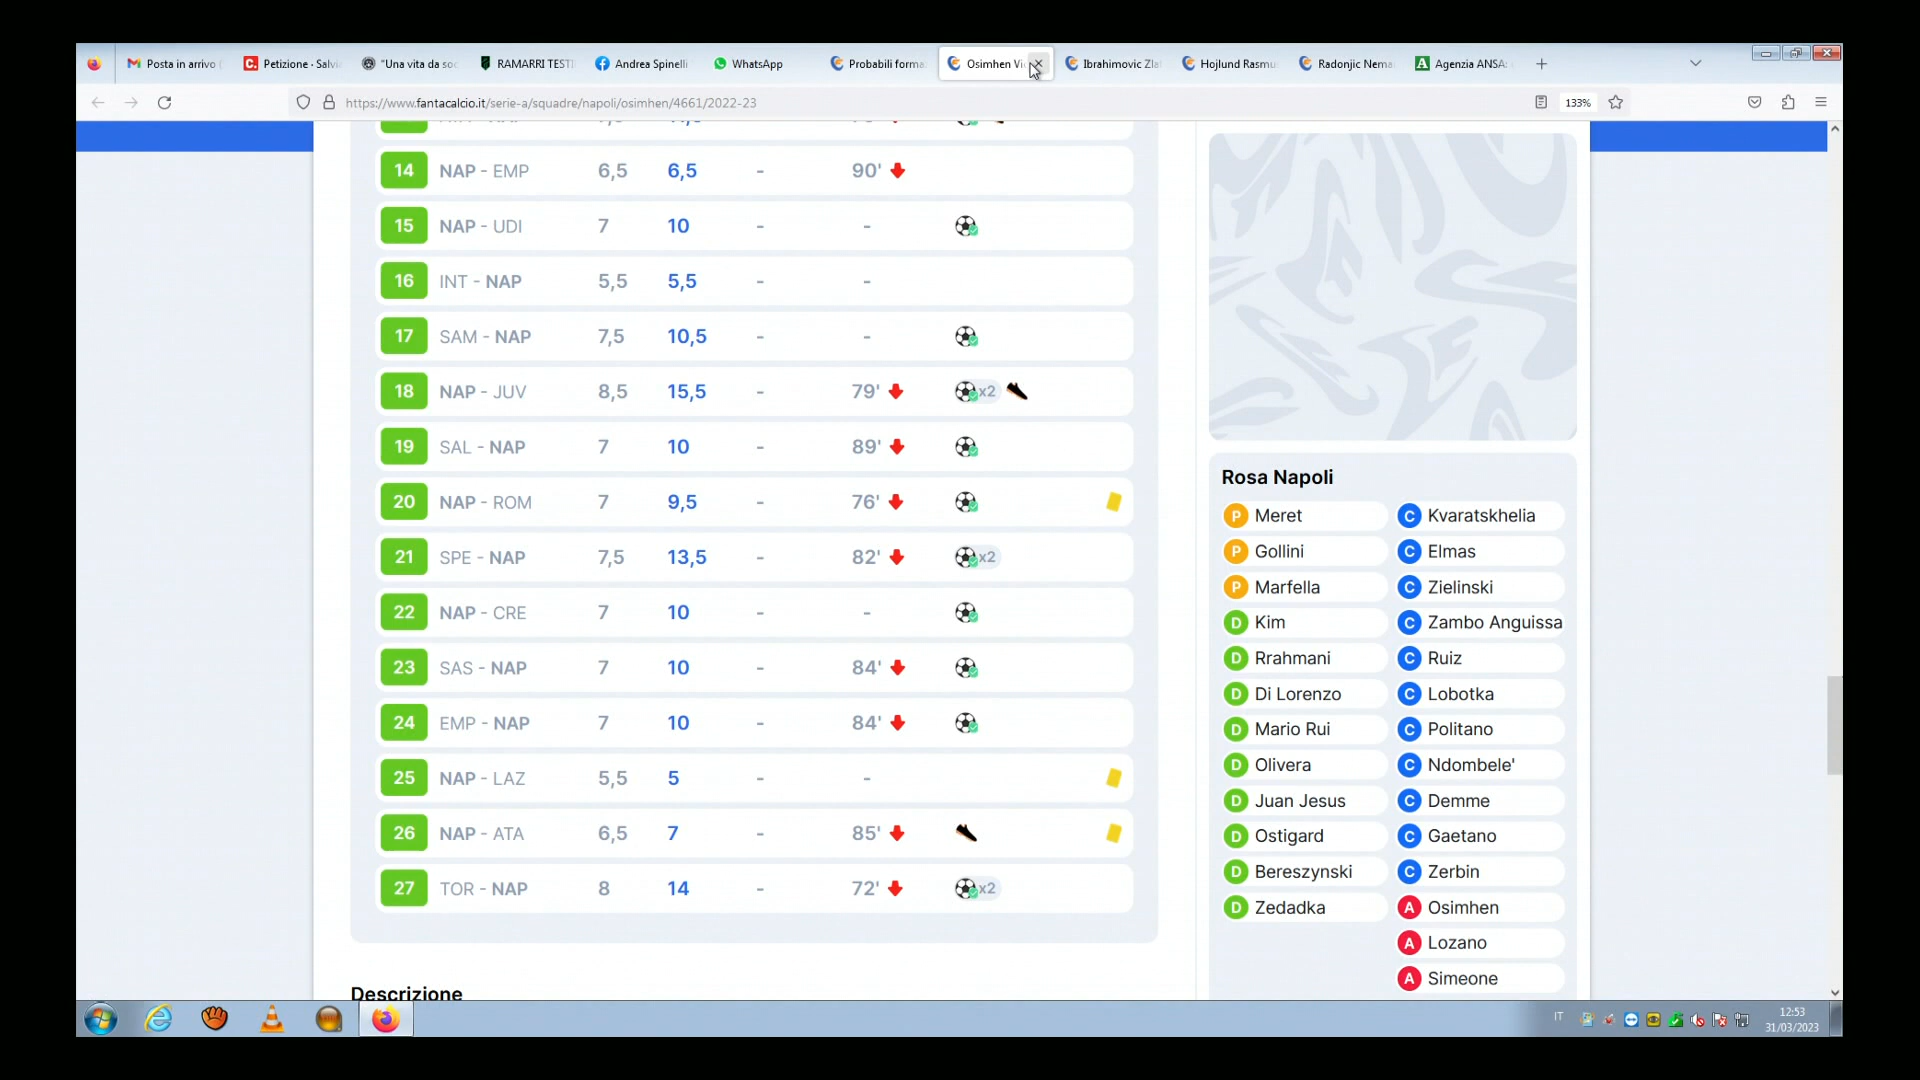 Posta in arrivo
Petizione · Salvi
"Una vita da soc
RAMARRI TESTI
Andrea Spinelli
WhatsApp
Probabili forma
Osimhen Vi
Ibrahimovic Zla
Hojlund Rasmu
Radonjic Nema
Agenzia ANSA:
https://www.fantacalcio.it/serie-a/squadre/napoli/osimhen/4661/2022-23
133%
14 NAP - EMP 6,5 6,5 - 90'
15 NAP - UDI 7 10 - -
16 INT - NAP 5,5 5,5 - -
17 SAM - NAP 7,5 10,5 - -
18 NAP - JUV 8,5 15,5 - 79' x2
19 SAL - NAP 7 10 - 89'
20 NAP - ROM 7 9,5 - 76'
21 SPE - NAP 7,5 13,5 - 82' x2
22 NAP - CRE 7 10 - -
23 SAS - NAP 7 10 - 84'
24 EMP - NAP 7 10 - 84'
25 NAP - LAZ 5,5 5 - -
26 NAP - ATA 6,5 7 - 85'
27 TOR - NAP 8 14 - 72' x2
Descrizione
Rosa Napoli
P Meret
P Gollini
P Marfella
D Kim
D Rrahmani
D Di Lorenzo
D Mario Rui
D Olivera
D Juan Jesus
D Ostigard
D Bereszynski
D Zedadka
C Kvaratskhelia
C Elmas
C Zielinski
C Zambo Anguissa
C Ruiz
C Lobotka
C Politano
C Ndombele'
C Demme
C Gaetano
C Zerbin
A Osimhen
A Lozano
A Simeone
IT
12:53
31/03/2023